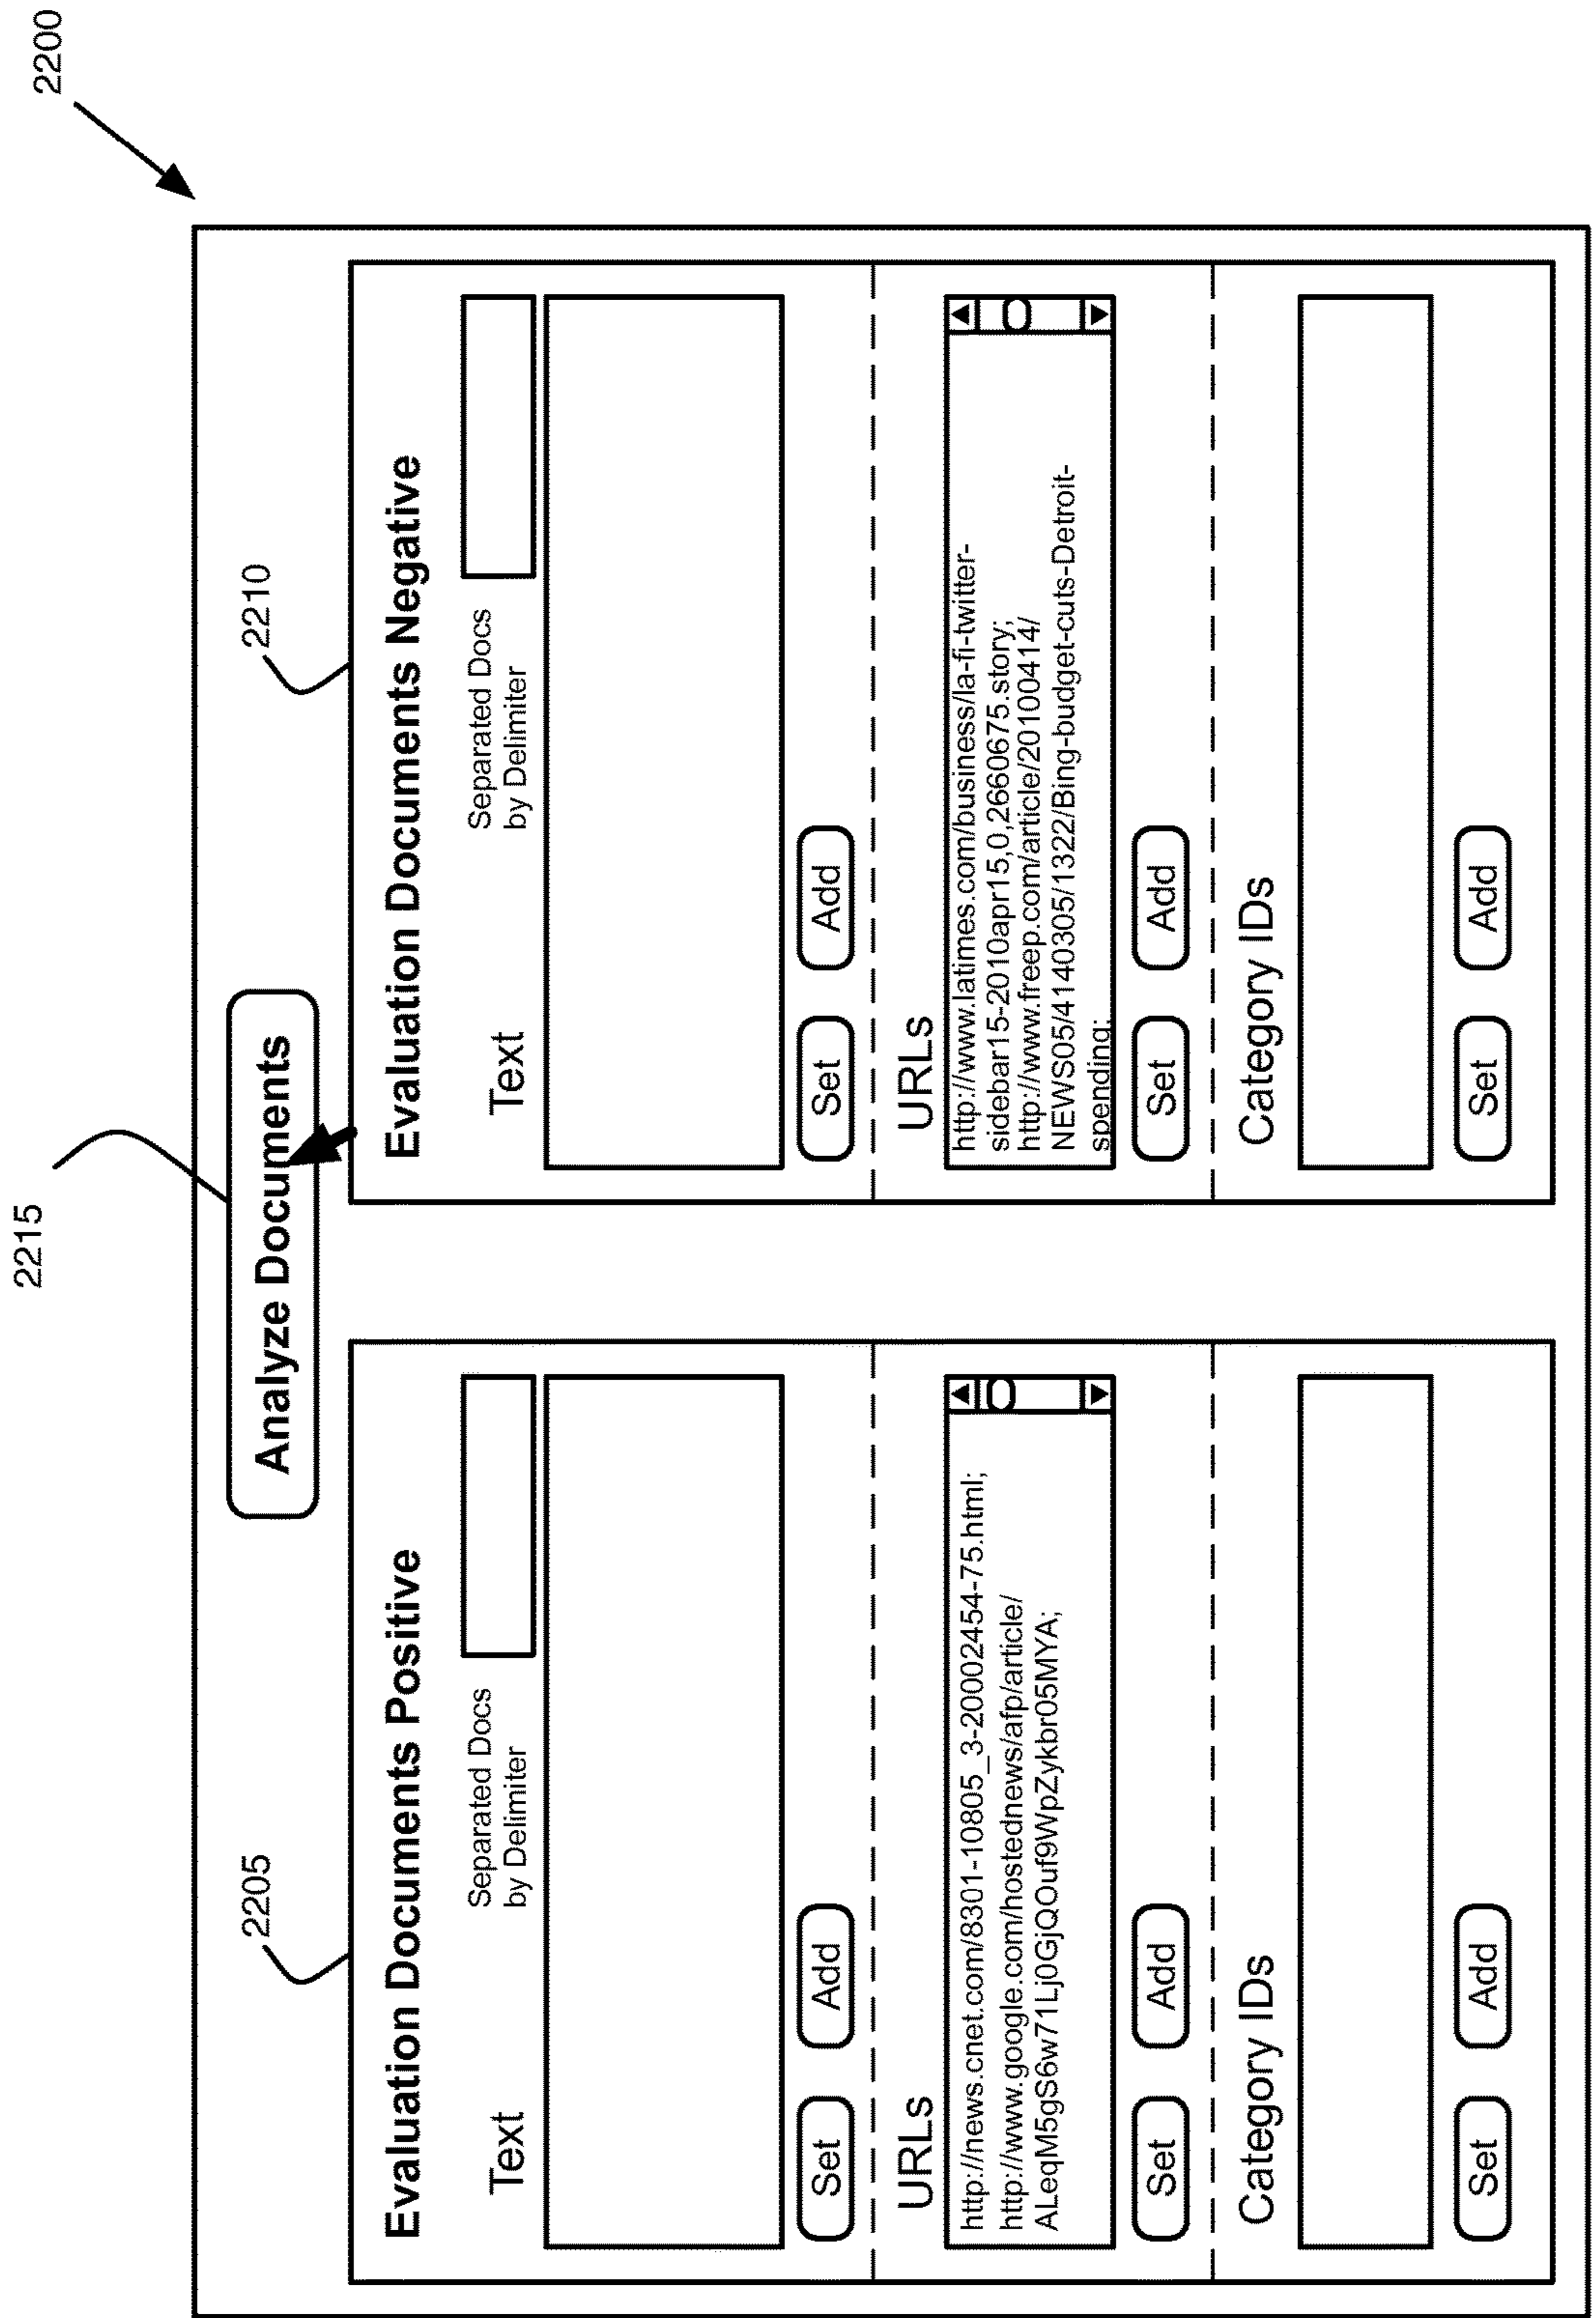 2200
2215
Analyze Documents
2205
Evaluation Documents Positive
Text
Separated Docs
by Delimiter
Set
Add
URLs
http://news.cnet.com/8301-10805_3-20002454-75.html;
http://www.google.com/hostednews/afp/article/
ALeqM5gS6w71Lj0GjQOuf9WpZykbr05MYA;
Set
Add
Category IDs
Set
Add
2210
Evaluation Documents Negative
Text
Separated Docs
by Delimiter
Set
Add
URLs
http://www.latimes.com/business/la-fi-twitter-
sidebar15-2010apr15,0,2660675.story;
http://www.freep.com/article/20100414/
NEWS05/4140305/1322/Bing-budget-cuts-Detroit-
spending;
Set
Add
Category IDs
Set
Add